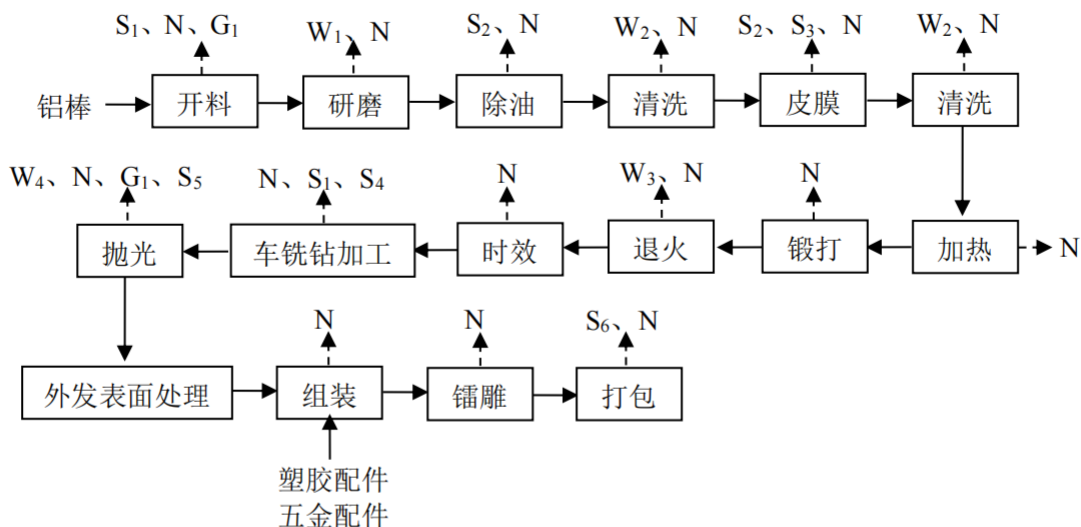 S₁、N、G₁
W₁、N
S₂、N
W₂、N
S₂、S₃、N
W₂、N
铝棒
开料
研磨
除油
清洗
皮膜
清洗
W₄、N、G₁、S₅
N、S₁、S₄
N
W₃、N
N
抛光
车铣钻加工
时效
退火
锻打
加热
N
N
N
S₆、N
外发表面处理
组装
镭雕
打包
塑胶配件
五金配件